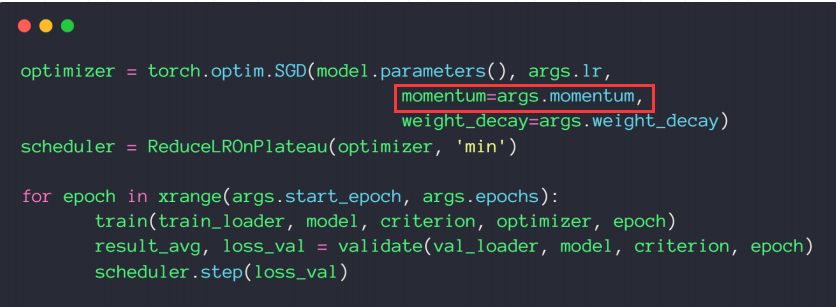 optimizer = torch.optim.SGD(model.parameters(), args.lr,
momentum=args.momentum,
weight_decay=args.weight_decay)
scheduler = ReduceLROnPlateau(optimizer, 'min')
for epoch in xrange(args.start_epoch, args.epochs):
train(train_loader, model, criterion, optimizer, epoch)
result_avg, loss_val = validate(val_loader, model, criterion, epoch)
scheduler.step(loss_val)